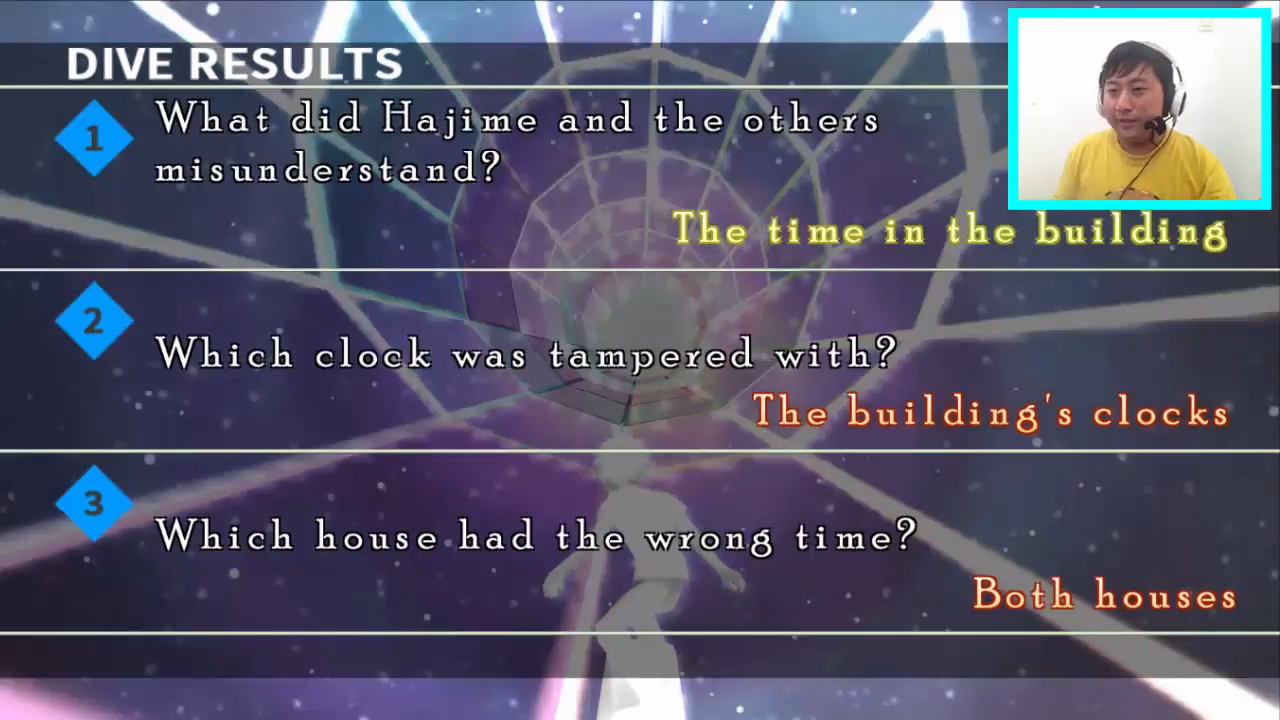 DIVE RESULTS
1
What did Hajime and the others
misunderstand?
The time in the building
2
Which clock was tampered with?
The building's clocks
3
Which house had the wrong time?
Both houses